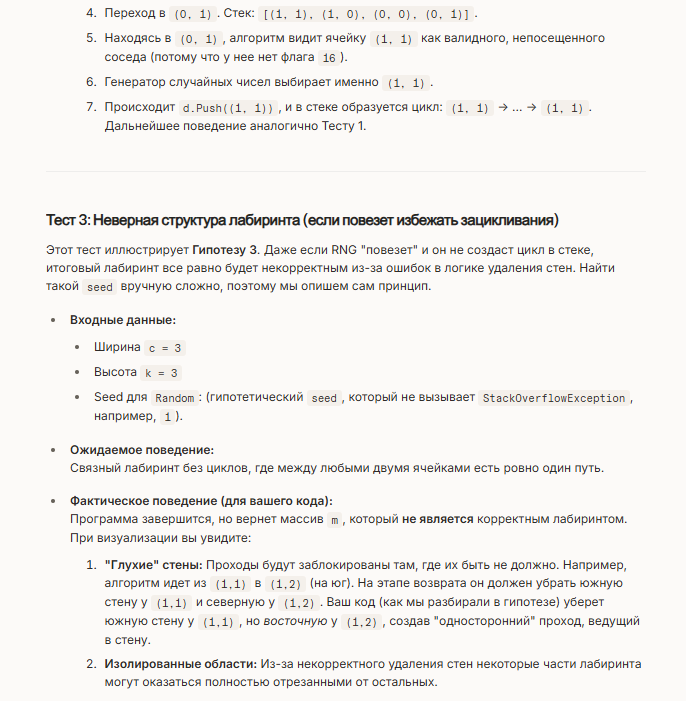 4. Переход в (0, 1). Стек: [(1, 1), (1, 0), (0, 0), (0, 1)].
5. Находясь в (0, 1), алгоритм видит ячейку (1, 1) как валидного, непосещенного
соседа (потому что у нее нет флага 16).
6. Генератор случайных чисел выбирает именно (1, 1).
7. Происходит d.Push((1, 1)), и в стеке образуется цикл: (1, 1) → ... → (1, 1).
Дальнейшее поведение аналогично Тесту 1.
Тест 3: Неверная структура лабиринта (если повезет избежать зацикливания)
Этот тест иллюстрирует Гипотезу 3. Даже если RNG "повезет" и он не создаст цикл в стеке,
итоговый лабиринт все равно будет некорректным из-за ошибок в логике удаления стен. Найти
такой seed вручную сложно, поэтому мы опишем сам принцип.
• Входные данные:
• Ширина c = 3
• Высота k = 3
• Seed для Random: (гипотетический seed, который не вызывает StackOverflowException,
например, 1).
• Ожидаемое поведение:
Связный лабиринт без циклов, где между любыми двумя ячейками есть ровно один путь.
• Фактическое поведение (для вашего кода):
Программа завершится, но вернет массив m, который не является корректным лабиринтом.
При визуализации вы увидите:
1. "Глухие" стены: Проходы будут заблокированы там, где их быть не должно. Например,
алгоритм идет из (1,1) в (1,2) (на юг). На этапе возврата он должен убрать южную
стену у (1,1) и северную у (1,2). Ваш код (как мы разбирали в гипотезе) уберет
южную стену у (1,1), но восточную у (1,2), создав "односторонний" проход, ведущий
в стену.
2. Изолированные области: Из-за некорректного удаления стен некоторые части лабиринта
могут оказаться полностью отрезанными от остальных.